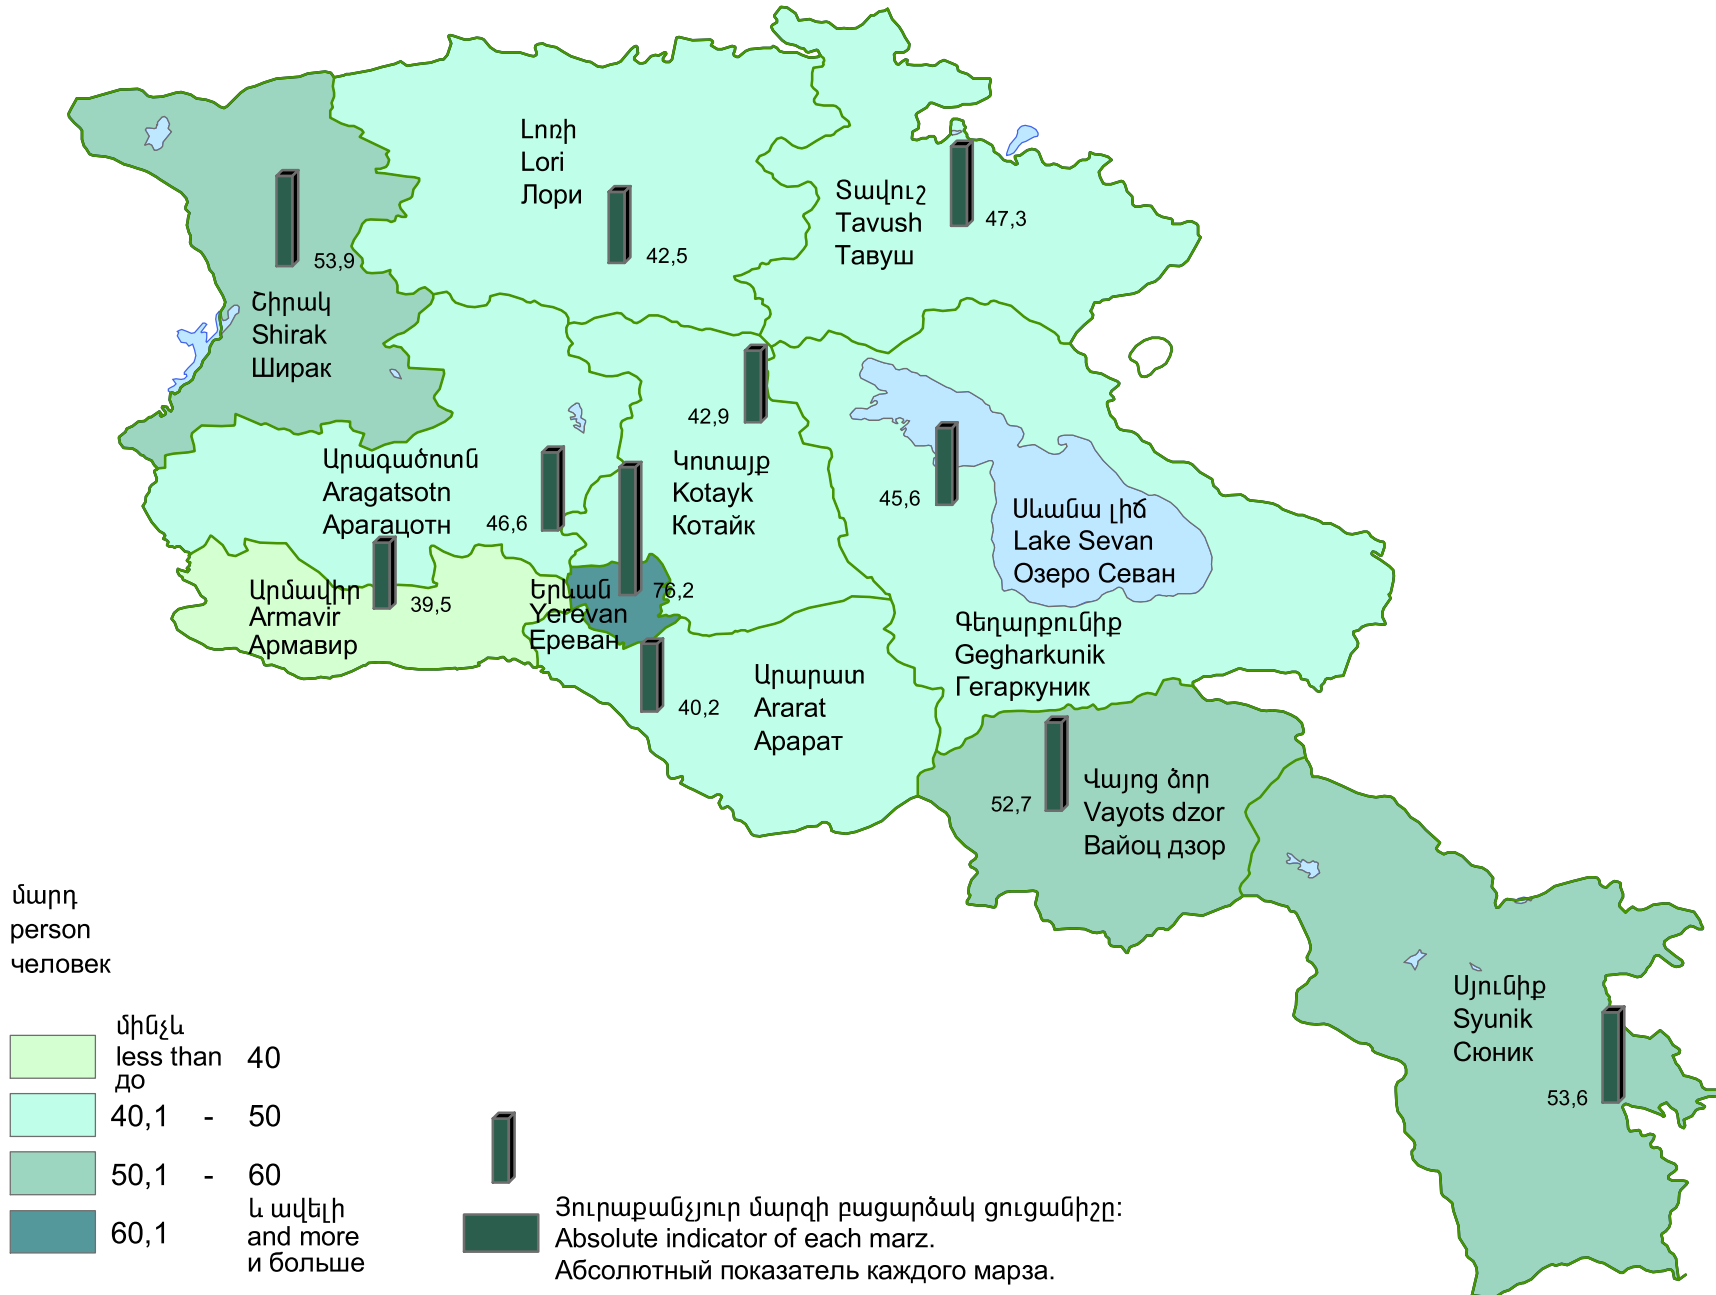 Լոռի
Lori
Лори
42,5
Տավուշ
Tavush
Тавуш
47,3
53,9
Շիրակ
Shirak
Ширак
42,9
Կոտայք
Kotayk
Котайк
Արագածոտն
Aragatsotn
Арагацотн
46,6
45,6
Սևանա լիճ
Lake Sevan
Озеро Севан
Արմավիր
Armavir
Армавир
39,5
Երևան
Yerevan
Ереван
76,2
Գեղարքունիք
Gegharkunik
Гегаркуник
Արարատ
Ararat
Арарат
40,2
52,7
Վայոց ձոր
Vayots dzor
Вайоц дзор
Սյունիք
Syunik
Сюник
53,6
մարդ
person
человек
մինչև
less than 40
до
40,1 - 50
50,1 - 60
60,1
և ավելի
and more
и больше
Յուրաքանչյուր մարզի բացարձակ ցուցանիշը:
Absolute indicator of each marz.
Абсолютный показатель каждого марза.